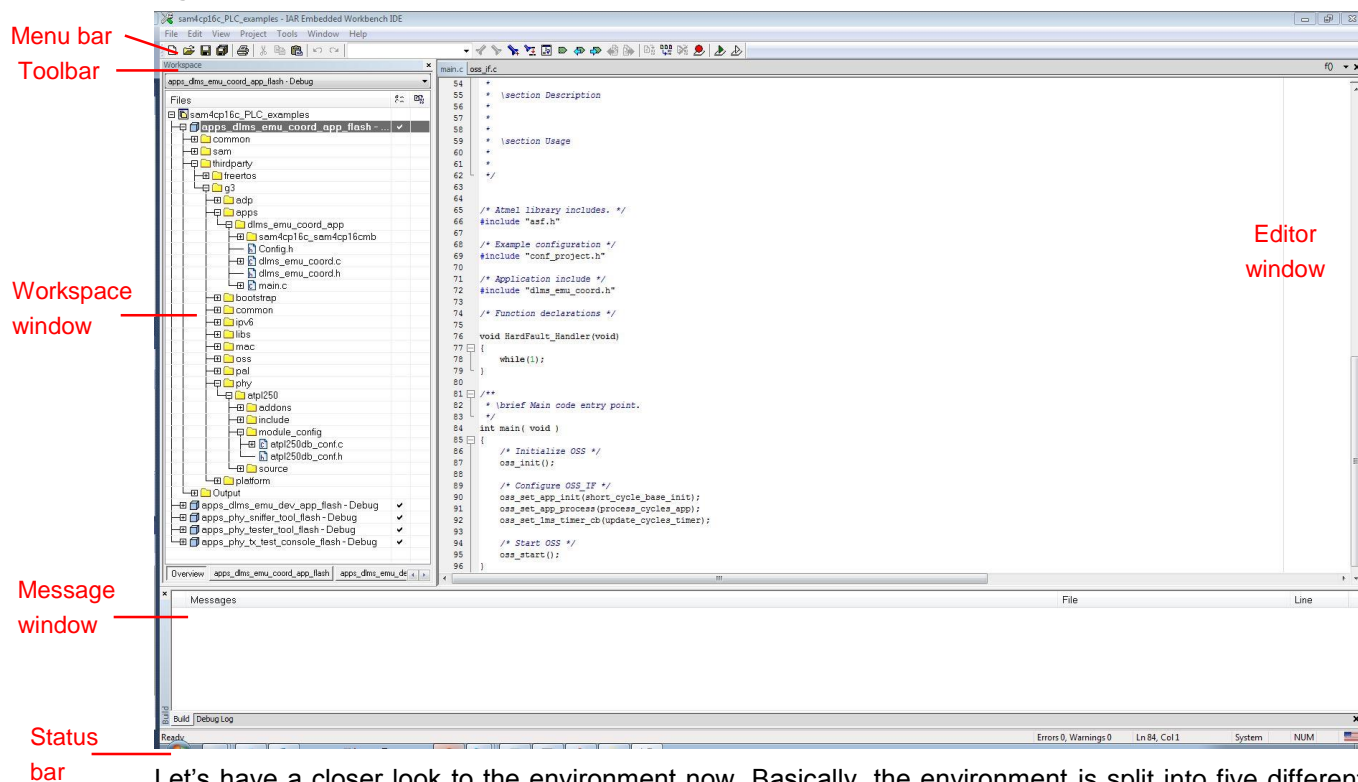 sam4cp16c_PLC_examples - IAR Embedded Workbench IDE
File Edit View Project Tools Window Help
Menu bar
Toolbar
Workspace
window
Message
window
Status
bar
Editor
window
Workspace
apps_dlms_emu_coord_app_flash - Debug
Files
sam4cp16c_PLC_examples
apps_dlms_emu_coord_app_flash - ...
common
sam
thirdparty
freertos
g3
adp
apps
dlms_emu_coord_app
sam4cp16c_sam4cp16cmb
Config.h
dlms_emu_coord.c
dlms_emu_coord.h
main.c
bootstrap
common
ipv6
libs
mac
oss
pal
phy
atpl250
addons
include
module_config
atpl250db_conf.c
atpl250db_conf.h
source
platform
Output
apps_dlms_emu_dev_app_flash - Debug
apps_phy_sniffer_tool_flash - Debug
apps_phy_tester_tool_flash - Debug
apps_phy_tx_test_console_flash - Debug
Overview apps_dlms_emu_coord_app_flash apps_dlms_emu_de
main.c oss_if.c
f()
54 *
55 * \section Description
56 *
57 *
58 *
59 * \section Usage
60 *
61 *
62 */
63
64
65 /* Atmel library includes. */
66 #include "asf.h"
67
68 /* Example configuration */
69 #include "conf_project.h"
70
71 /* Application include */
72 #include "dlms_emu_coord.h"
73
74 /* Function declarations */
75
76 void HardFault_Handler(void)
77 {
78 while(1);
79 }
80
81 /**
82 * \brief Main code entry point.
83 */
84 int main( void )
85 {
86 /* Initialize OSS */
87 oss_init();
88
89 /* Configure OSS_IF */
90 oss_set_app_init(short_cycle_base_init);
91 oss_set_app_process(process_cycles_app);
92 oss_set_1ms_timer_cb(update_cycles_timer);
93
94 /* Start OSS */
95 oss_start();
96 }
Messages File Line
Build
Build Debug Log
Ready Errors 0, Warnings 0 Ln 84, Col 1 System NUM
Let's have a closer look to the environment now. Basically, the environment is split into five different